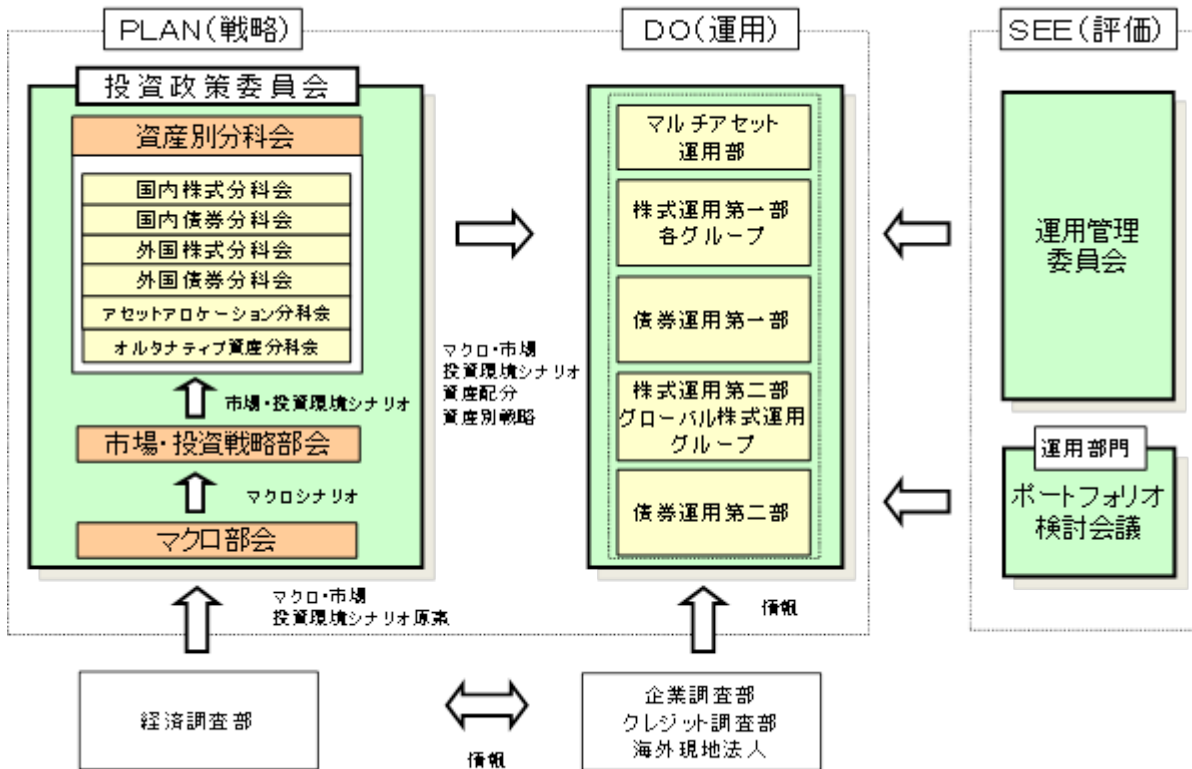 PLAN(戦略)
投資政策委員会
資産別分科会
国内株式分科会
国内債券分科会
外国株式分科会
外国債券分科会
アセットアロケーション分科会
オルタナティブ資産分科会
市場・投資環境シナリオ
市場・投資戦略部会
マクロシナリオ
マクロ部会
マクロ・市場
投資環境シナリオ原案
経済調査部
マクロ・市場
投資環境シナリオ
資産配分
資産別戦略
DO(運用)
マルチアセット
運用部
株式運用第一部
各グループ
債券運用第一部
株式運用第二部
グローバル株式運用
グループ
債券運用第二部
情報
情報
企業調査部
クレジット調査部
海外現地法人
SEE(評価)
運用管理
委員会
運用部門
ポートフォリオ
検討会議